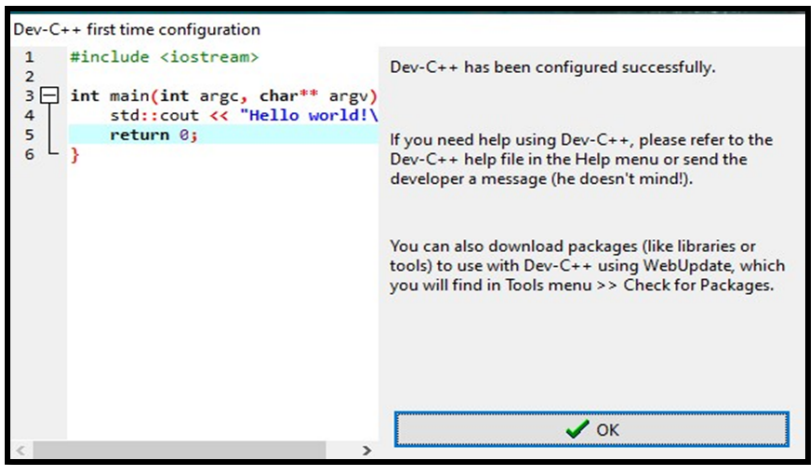 Dev-C++ first time configuration
1 #include <iostream>
2
3 int main(int argc, char** argv)
4 std::cout << "Hello world!\
5 return 0;
6 }
Dev-C++ has been configured successfully.
If you need help using Dev-C++, please refer to the
Dev-C++ help file in the Help menu or send the
developer a message (he doesn't mind!).
You can also download packages (like libraries or
tools) to use with Dev-C++ using WebUpdate, which
you will find in Tools menu >> Check for Packages.
OK